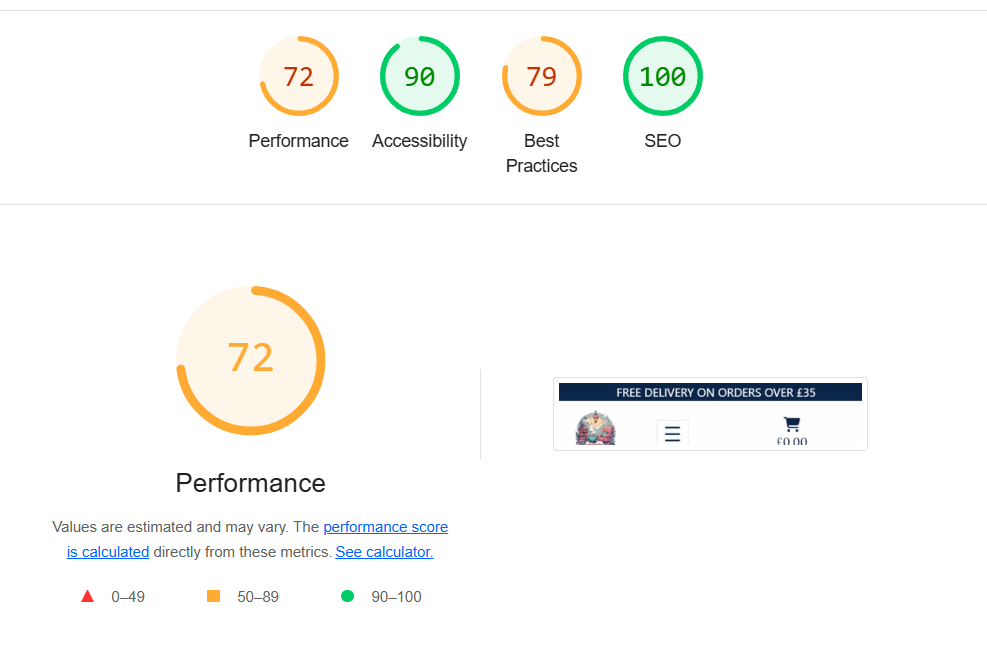 72
90
79
100
Performance
Accessibility
Best
Practices
SEO
72
Performance
Values are estimated and may vary. The performance score
is calculated directly from these metrics. See calculator.
0–49
50–89
90–100
FREE DELIVERY ON ORDERS OVER £35
£0.00